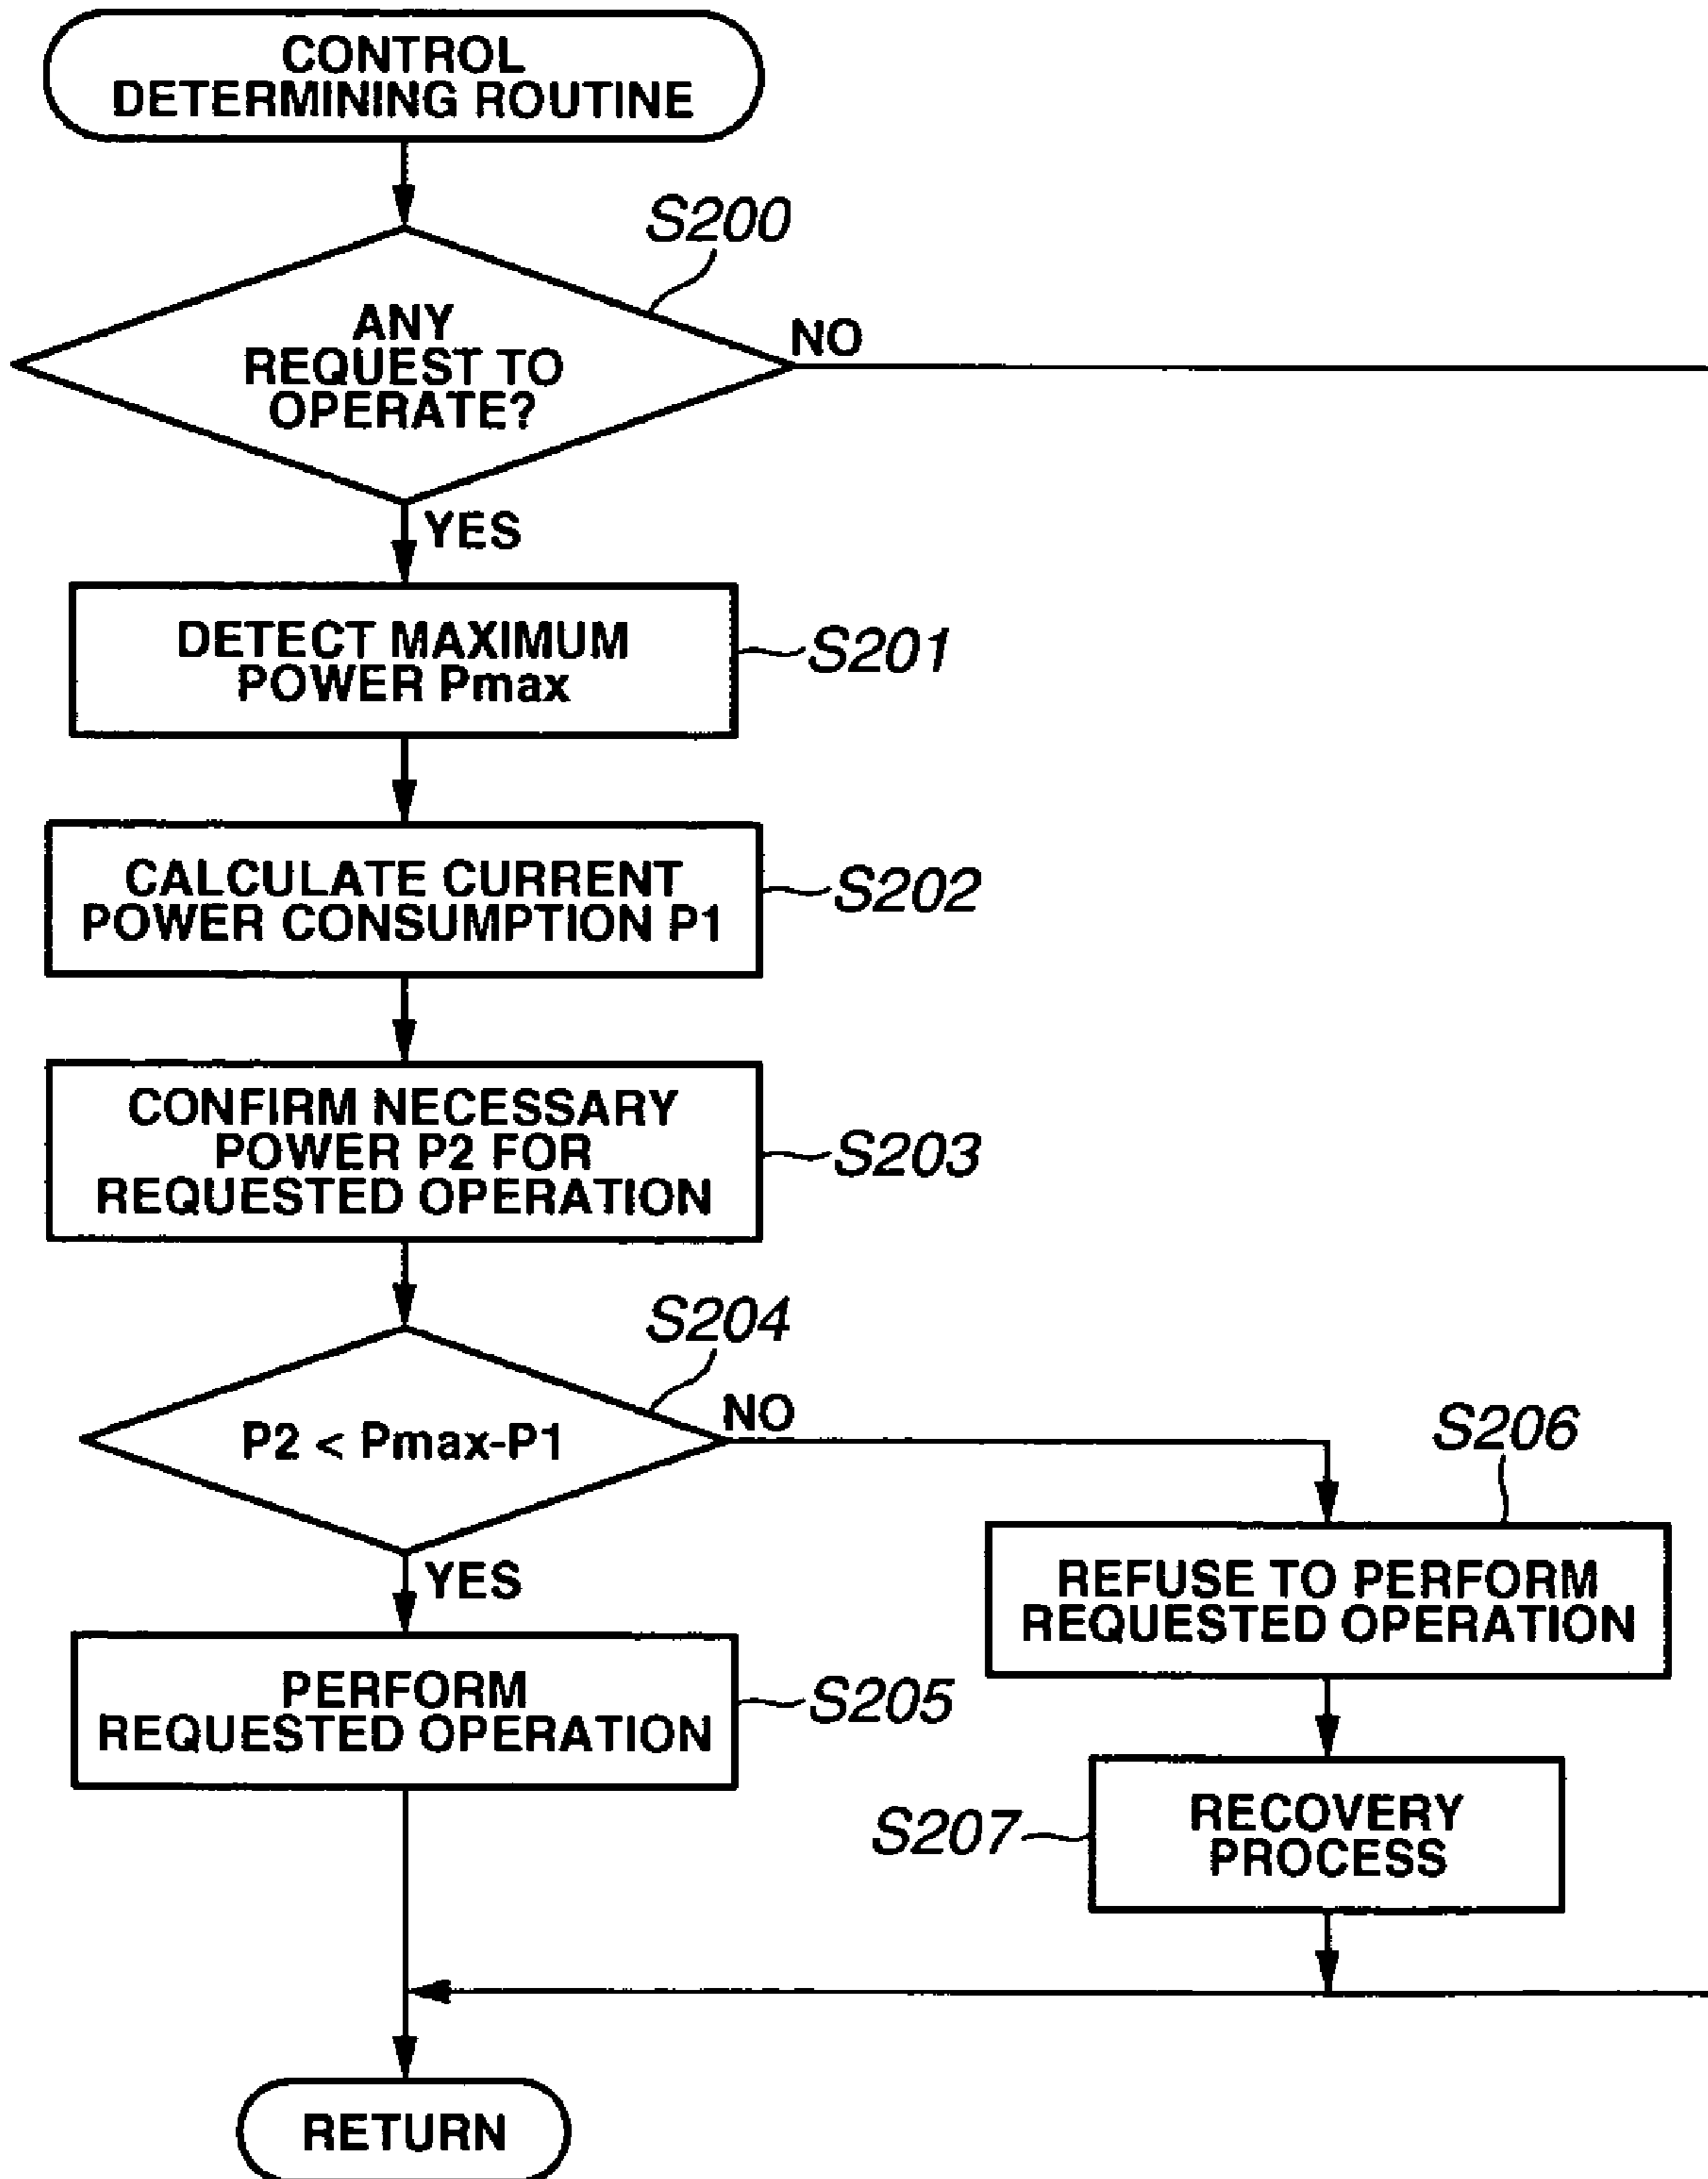 CONTROL
DETERMINING ROUTINE
S200
ANY
REQUEST TO
OPERATE?
NO
YES
DETECT MAXIMUM
POWER Pmax
S201
CALCULATE CURRENT
POWER CONSUMPTION P1
S202
CONFIRM NECESSARY
POWER P2 FOR
REQUESTED OPERATION
S203
S204
P2 < Pmax-P1
NO
YES
S206
REFUSE TO PERFORM
REQUESTED OPERATION
PERFORM
REQUESTED OPERATION
S205
S207
RECOVERY
PROCESS
RETURN